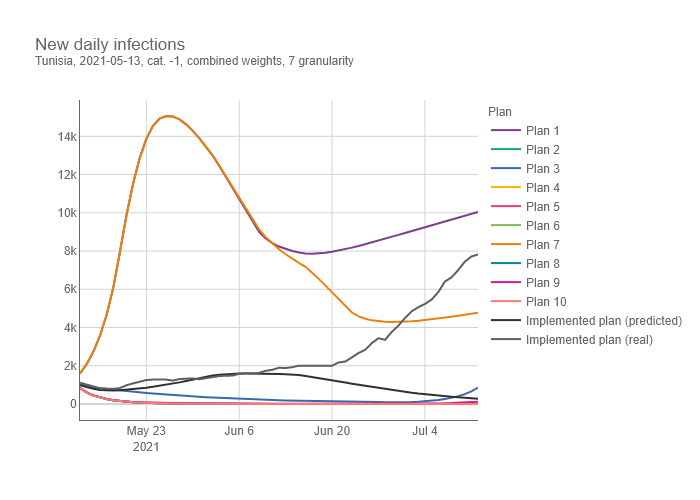 New daily infections
Tunisia, 2021-05-13, cat. -1, combined weights, 7 granularity
Plan
Plan 1
Plan 2
Plan 3
Plan 4
Plan 5
Plan 6
Plan 7
Plan 8
Plan 9
Plan 10
Implemented plan (predicted)
Implemented plan (real)
14k
12k
10k
8k
6k
4k
2k
0
May 23 Jun 6 Jun 20 Jul 4
2021